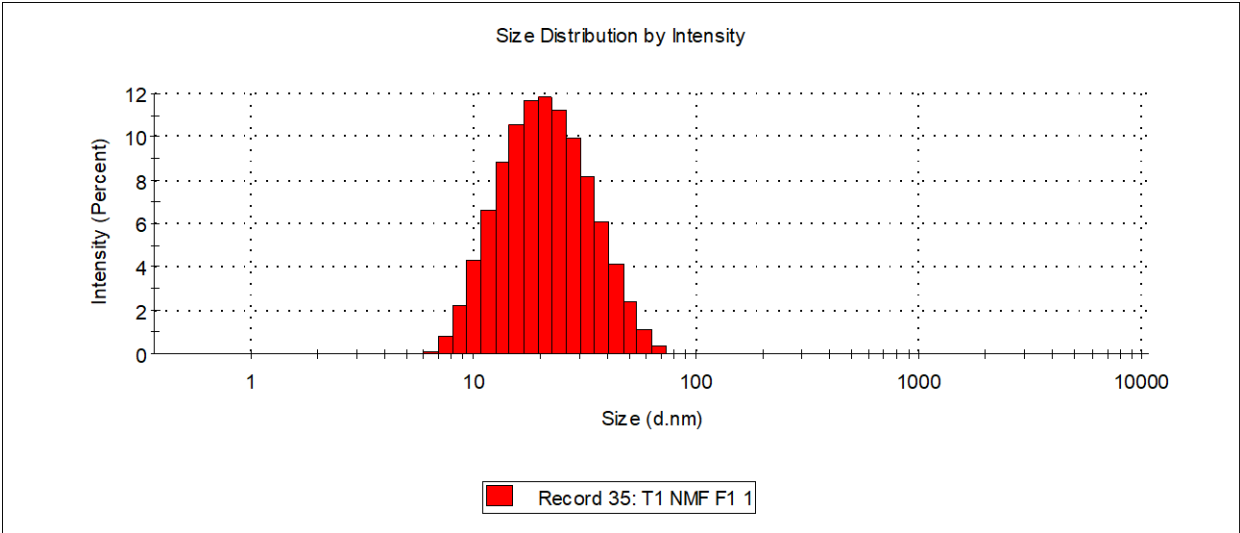 Size Distribution by Intensity
12
10
8
6
4
2
0
Intensity (Percent)
1 10 100 1000 10000
Size (d.nm)
Record 35: T1 NMF F1 1